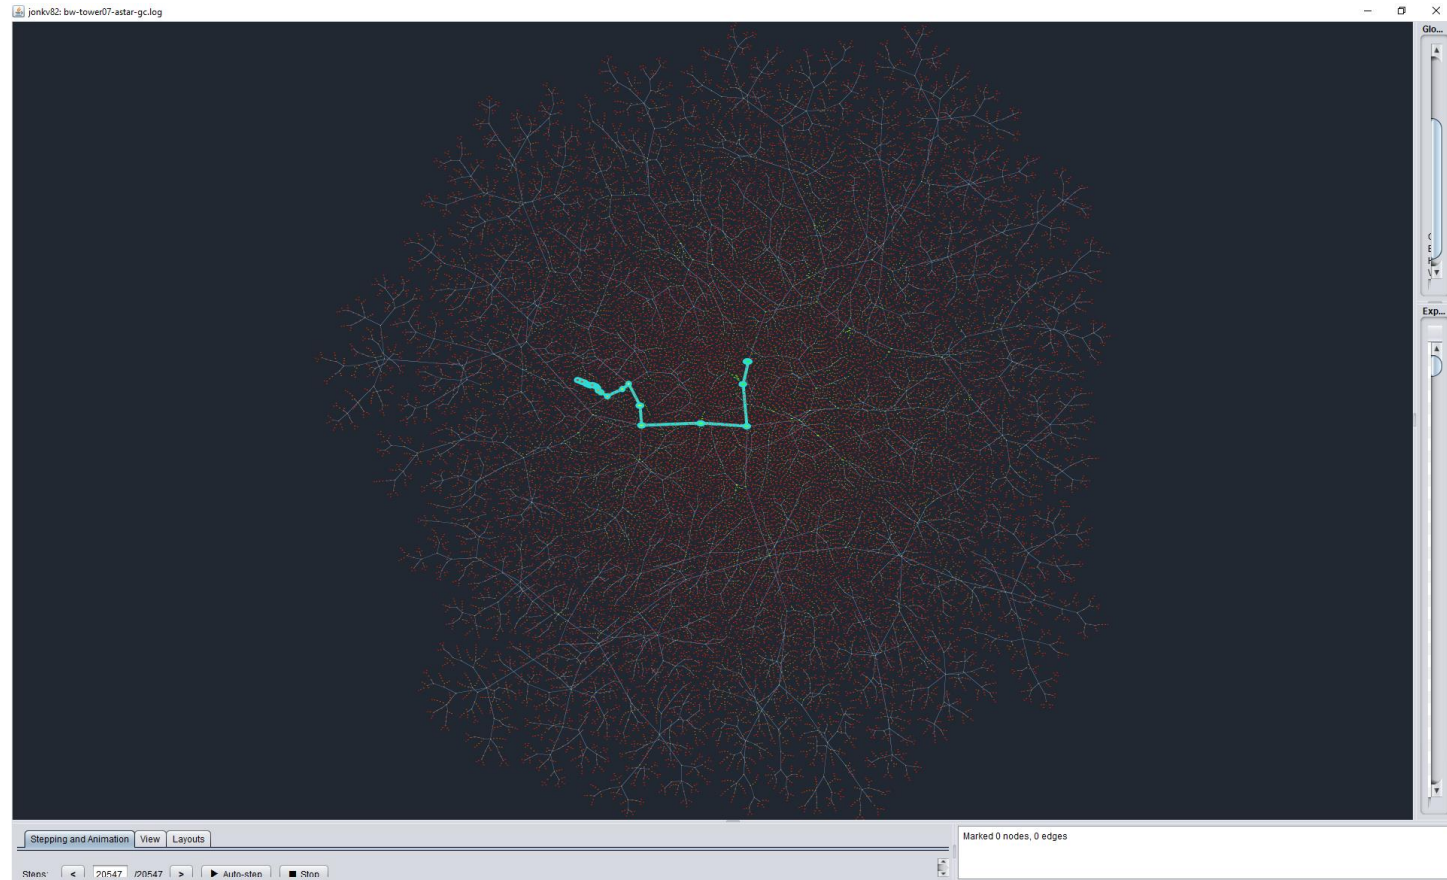 jonkv82: bw-tower07-astar-gc.log
Glo...
Exp...
Stepping and Animation View Layouts
Marked 0 nodes, 0 edges
Steps: < 20547 /20547 > Auto-step Stop